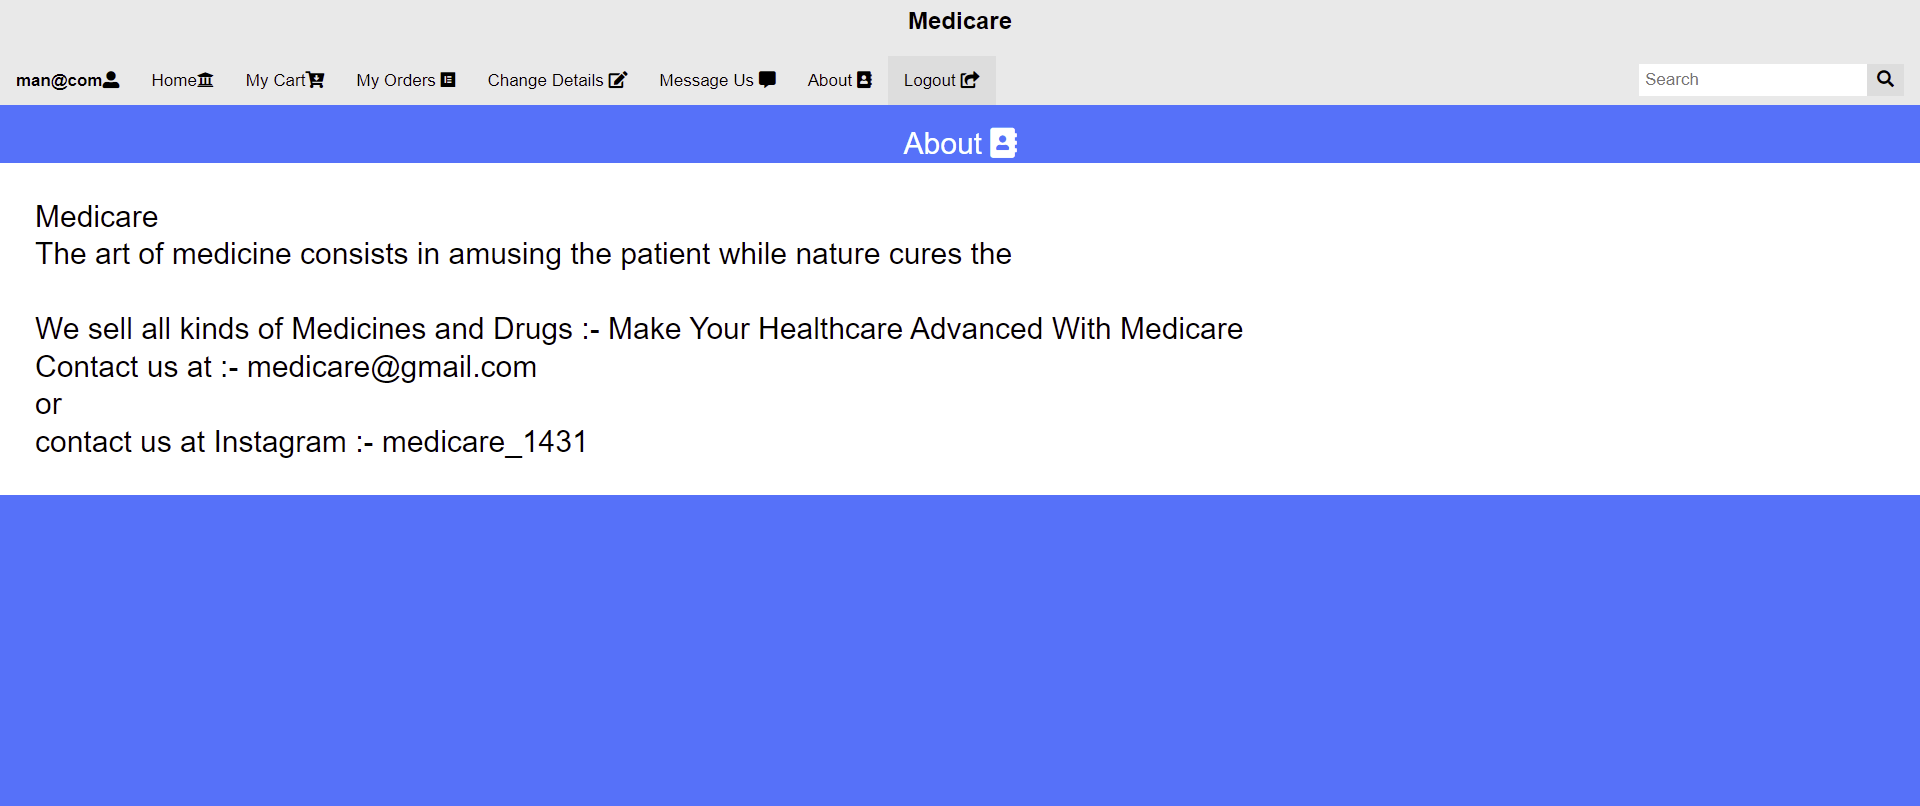 Medicare
man@com
Home
My Cart
My Orders
Change Details
Message Us
About
Logout
Search
About
Medicare
The art of medicine consists in amusing the patient while nature cures the
We sell all kinds of Medicines and Drugs :- Make Your Healthcare Advanced With Medicare
Contact us at :- medicare@gmail.com
or
contact us at Instagram :- medicare_1431